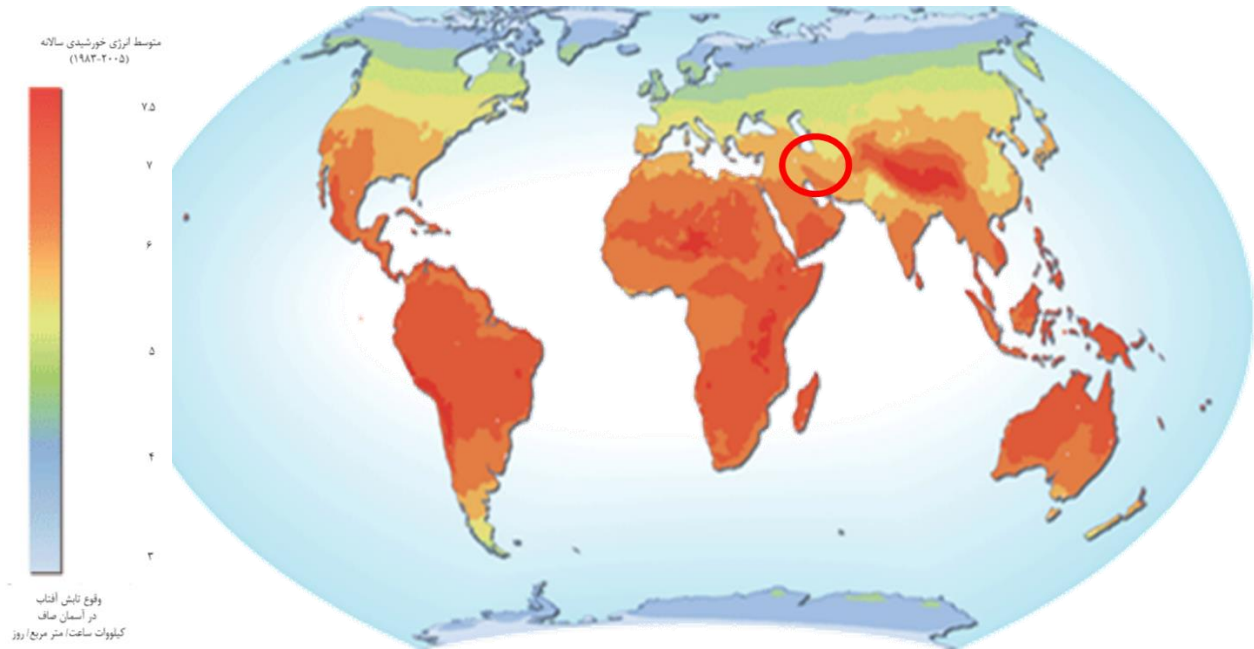 متوسط انرژی خورشیدی سالانه
(۱۹۸۳-۲۰۰۵)
۷.۵
۷
۶
۵
۴
۳
وقوع تابش آفتاب
در آسمان صاف
کیلووات ساعت/ متر مربع/ روز